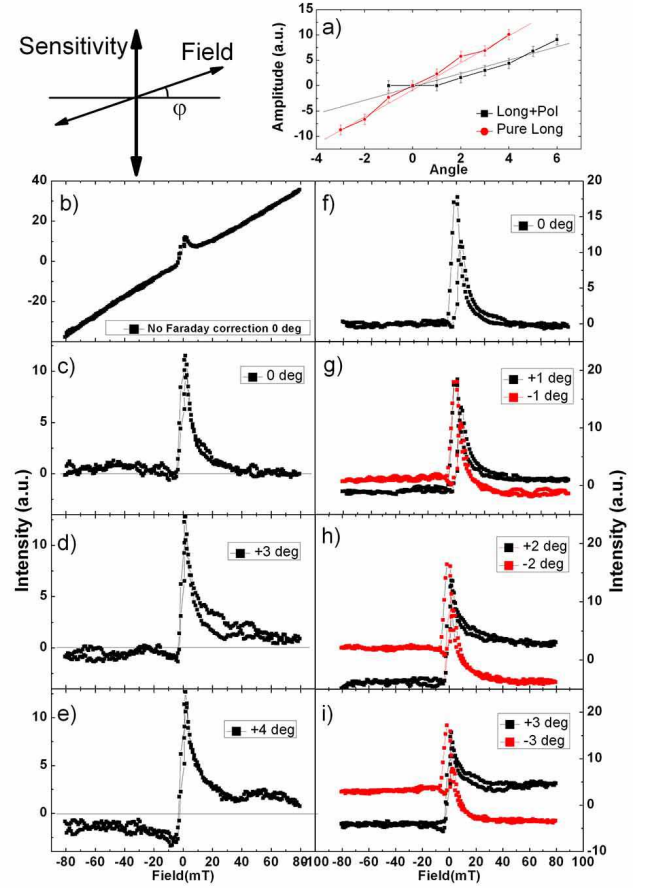 Sensitivity
Field
φ
a)
Amplitude (a.u.)
15
10
5
0
-5
-10
-4 -2 0 2 4 6
Angle
Long+Pol
Pure Long
b)
40
20
0
-20
No Faraday correction 0 deg
c)
10
5
0
0 deg
d)
10
5
0
+3 deg
e)
10
5
0
+4 deg
Intensity (a.u.)
-80 -60 -40 -20 0 20 40 60 80 100
Field(mT)
f)
20
15
10
5
0
0 deg
g)
20
10
0
+1 deg
-1 deg
h)
20
10
0
+2 deg
-2 deg
i)
20
10
0
-10
+3 deg
-3 deg
Intensity (a.u.)
-80 -60 -40 -20 0 20 40 60 80 100
Field(mT)